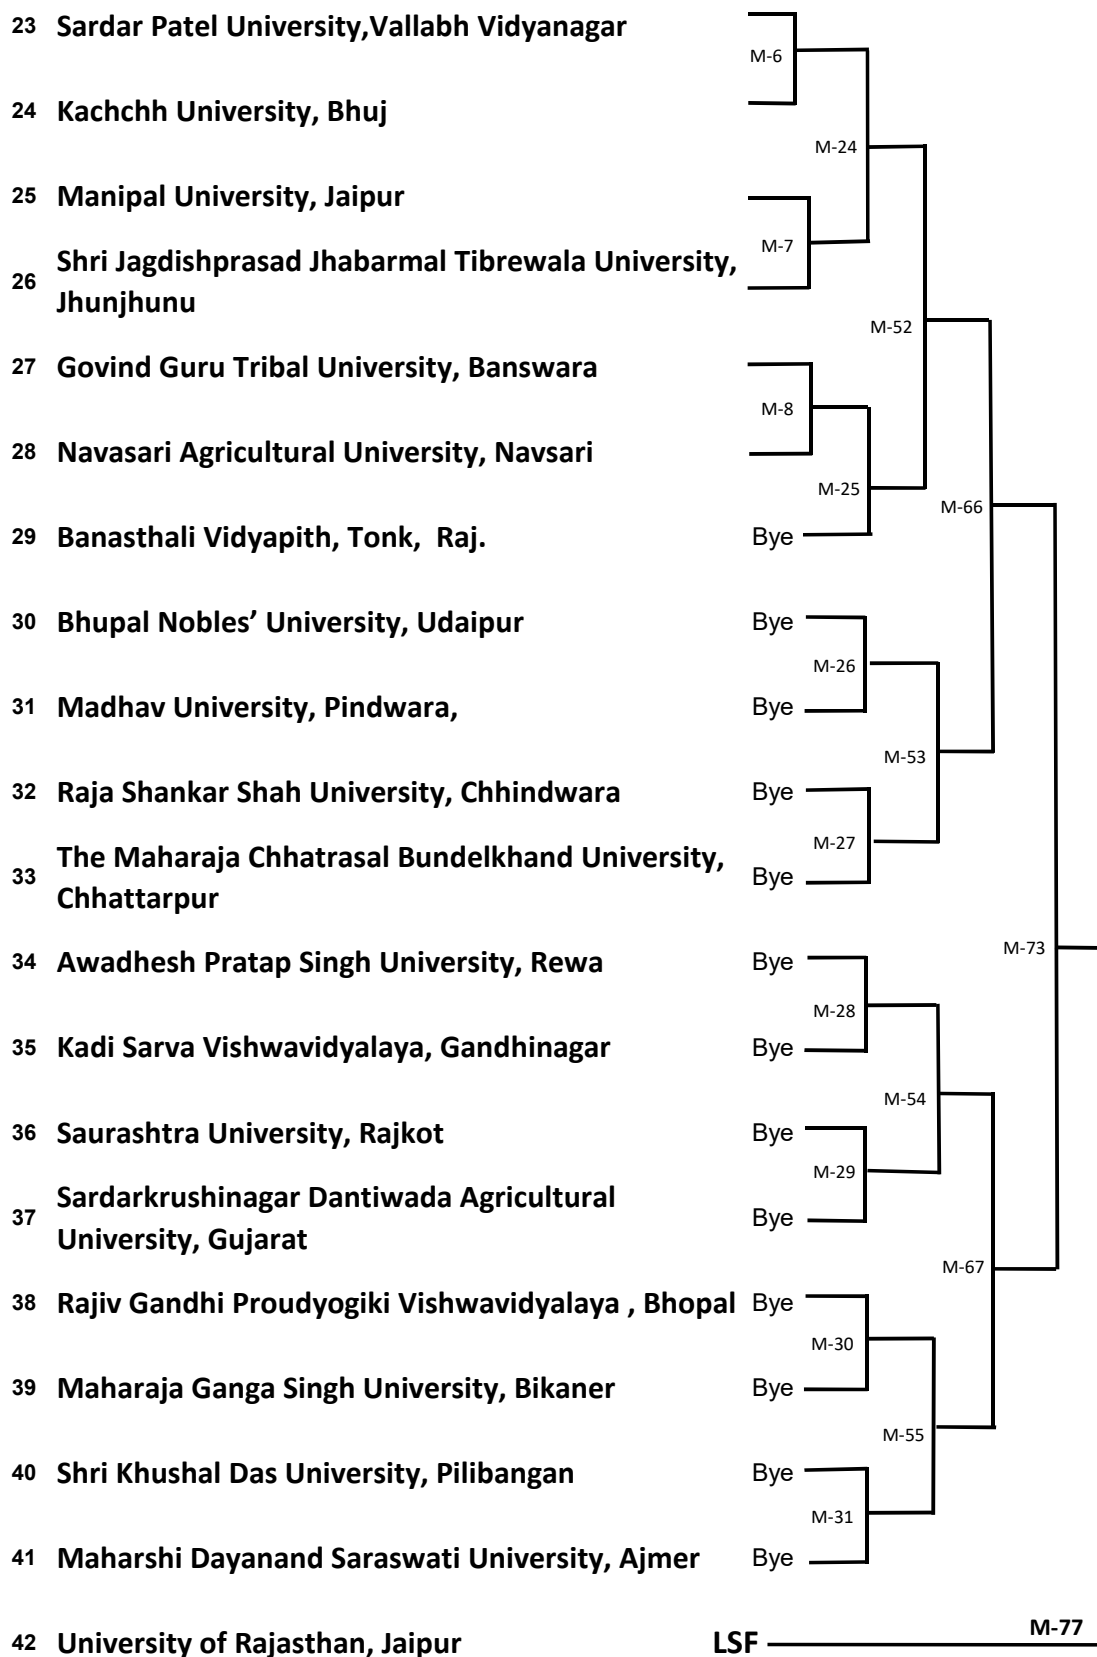 23 Sardar Patel University,Vallabh Vidyanagar
M-6
24 Kachchh University, Bhuj
M-24
25 Manipal University, Jaipur
M-7
26 Shri Jagdishprasad Jhabarmal Tibrewala University,
Jhunjhunu
M-52
27 Govind Guru Tribal University, Banswara
M-8
28 Navasari Agricultural University, Navsari
M-25
M-66
29 Banasthali Vidyapith, Tonk, Raj. Bye
30 Bhupal Nobles’ University, Udaipur Bye
M-26
31 Madhav University, Pindwara, Bye
M-53
32 Raja Shankar Shah University, Chhindwara Bye
M-27
33 The Maharaja Chhatrasal Bundelkhand University,
Chhattarpur Bye
M-73
34 Awadhesh Pratap Singh University, Rewa Bye
M-28
35 Kadi Sarva Vishwavidyalaya, Gandhinagar Bye
M-54
36 Saurashtra University, Rajkot Bye
M-29
37 Sardarkrushinagar Dantiwada Agricultural
University, Gujarat Bye
M-67
38 Rajiv Gandhi Proudyogiki Vishwavidyalaya , Bhopal Bye
M-30
39 Maharaja Ganga Singh University, Bikaner Bye
M-55
40 Shri Khushal Das University, Pilibangan Bye
M-31
41 Maharshi Dayanand Saraswati University, Ajmer Bye
42 University of Rajasthan, Jaipur LSF M-77